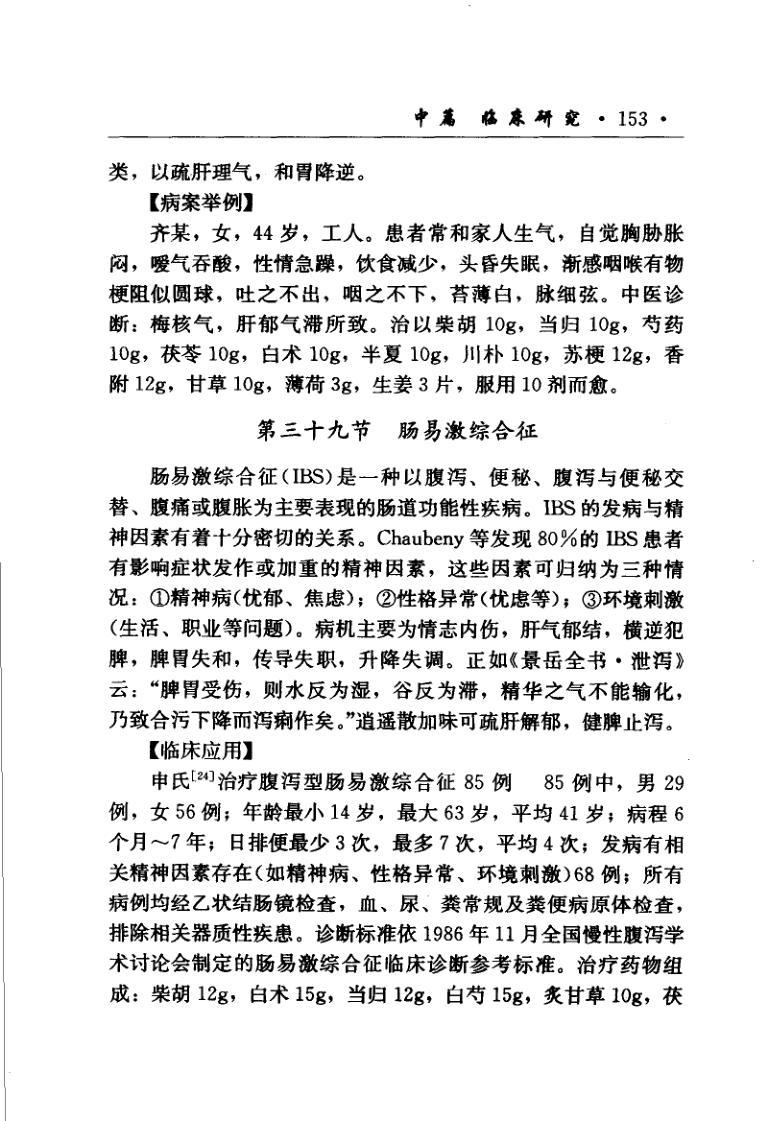 中篇 临床研究 · 153 ·
类，以疏肝理气，和胃降逆。
【病案举例】
齐某，女，44 岁，工人。患者常和家人生气，自觉胸胁胀
闷，嗳气吞酸，性情急躁，饮食减少，头昏失眠，渐感咽喉有物
梗阻似圆球，吐之不出，咽之不下，苔薄白，脉细弦。中医诊
断：梅核气，肝郁气滞所致。治以柴胡 10g，当归 10g，芍药
10g，茯苓 10g，白术 10g，半夏 10g，川朴 10g，苏梗 12g，香
附 12g，甘草 10g，薄荷 3g，生姜 3 片，服用 10 剂而愈。
第三十九节 肠易激综合征
肠易激综合征(IBS)是一种以腹泻、便秘、腹泻与便秘交
替、腹痛或腹胀为主要表现的肠道功能性疾病。IBS 的发病与精
神因素有着十分密切的关系。Chaubeny 等发现 80%的 IBS 患者
有影响症状发作或加重的精神因素，这些因素可归纳为三种情
况：①精神病(忧郁、焦虑)；②性格异常(忧虑等)；③环境刺激
(生活、职业等问题)。病机主要为情志内伤，肝气郁结，横逆犯
脾，脾胃失和，传导失职，升降失调。正如《景岳全书·泄泻》
云：“脾胃受伤，则水反为湿，谷反为滞，精华之气不能输化，
乃致合污下降而泻痢作矣。”逍遥散加味可疏肝解郁，健脾止泻。
【临床应用】
申氏[24]治疗腹泻型肠易激综合征 85 例 85 例中，男 29
例，女 56 例；年龄最小 14 岁，最大 63 岁，平均 41 岁；病程 6
个月～7 年；日排便最少 3 次，最多 7 次，平均 4 次；发病有相
关精神因素存在(如精神病、性格异常、环境刺激)68 例；所有
病例均经乙状结肠镜检查，血、尿、粪常规及粪便病原体检查，
排除相关器质性疾患。诊断标准依 1986 年 11 月全国慢性腹泻学
术讨论会制定的肠易激综合征临床诊断参考标准。治疗药物组
成：柴胡 12g，白术 15g，当归 12g，白芍 15g，炙甘草 10g，茯